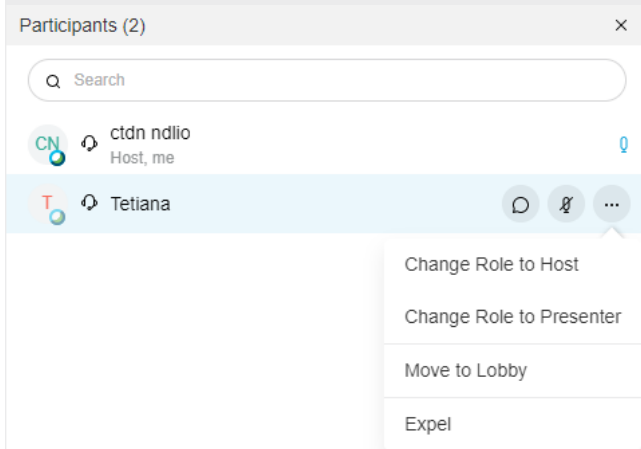 Participants (2)
Search
CN
ctdn ndlio
Host, me
T
Tetiana
Change Role to Host
Change Role to Presenter
Move to Lobby
Expel